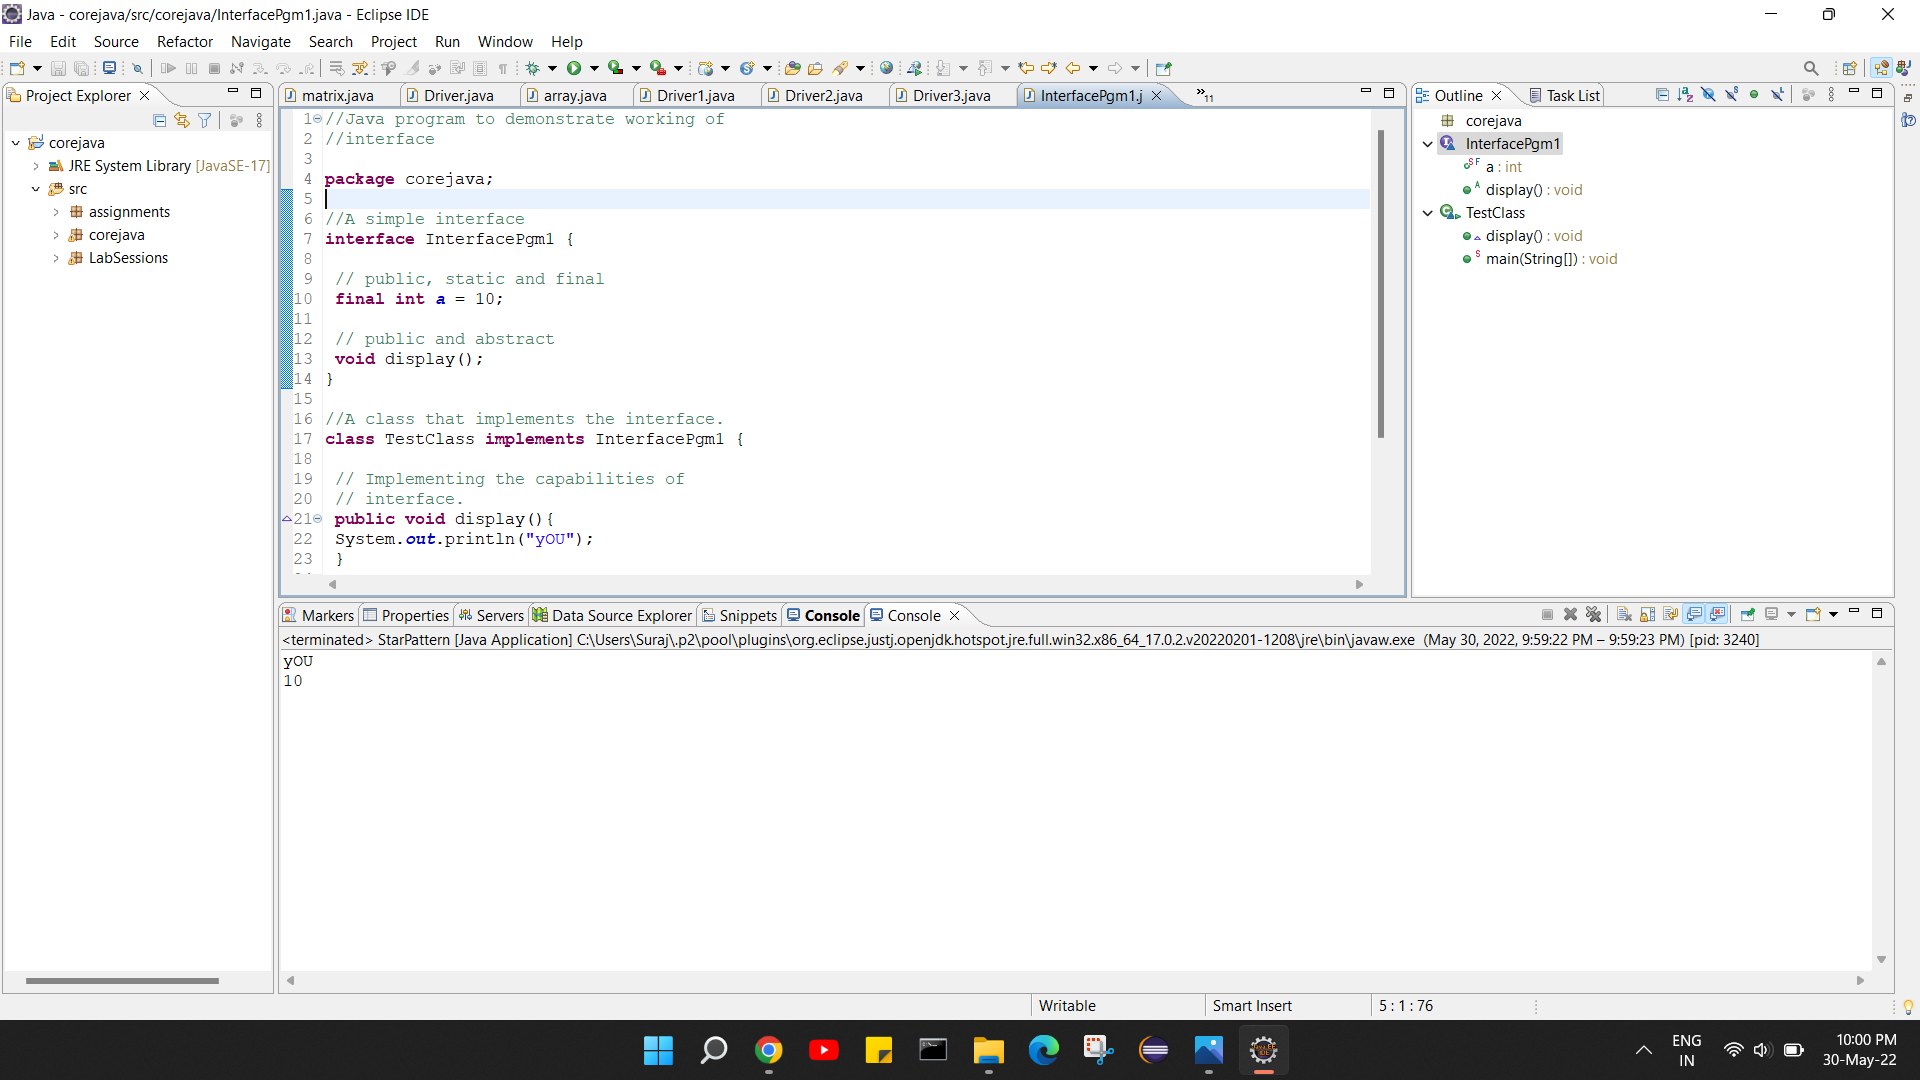 Java - corejava/src/corejava/InterfacePgm1.java - Eclipse IDE
File Edit Source Refactor Navigate Search Project Run Window Help
Project Explorer
corejava
JRE System Library [JavaSE-17]
src
assignments
corejava
LabSessions
matrix.java Driver.java array.java Driver1.java Driver2.java Driver3.java InterfacePgm1.j »11
1 //Java program to demonstrate working of
2 //interface
3
4 package corejava;
5
6 //A simple interface
7 interface InterfacePgm1 {
8
9 // public, static and final
10 final int a = 10;
11
12 // public and abstract
13 void display();
14 }
15
16 //A class that implements the interface.
17 class TestClass implements InterfacePgm1 {
18
19 // Implementing the capabilities of
20 // interface.
21 public void display(){
22 System.out.println("yOU");
23 }
Outline Task List
corejava
InterfacePgm1
a : int
display() : void
TestClass
display() : void
main(String[]) : void
Markers Properties Servers Data Source Explorer Snippets Console Console
<terminated> StarPattern [Java Application] C:\Users\Suraj\.p2\pool\plugins\org.eclipse.justj.openjdk.hotspot.jre.full.win32.x86_64_17.0.2.v20220201-1208\jre\bin\javaw.exe (May 30, 2022, 9:59:22 PM – 9:59:23 PM) [pid: 3240]
yOU
10
Writable Smart Insert 5 : 1 : 76
ENG
IN
10:00 PM
30-May-22